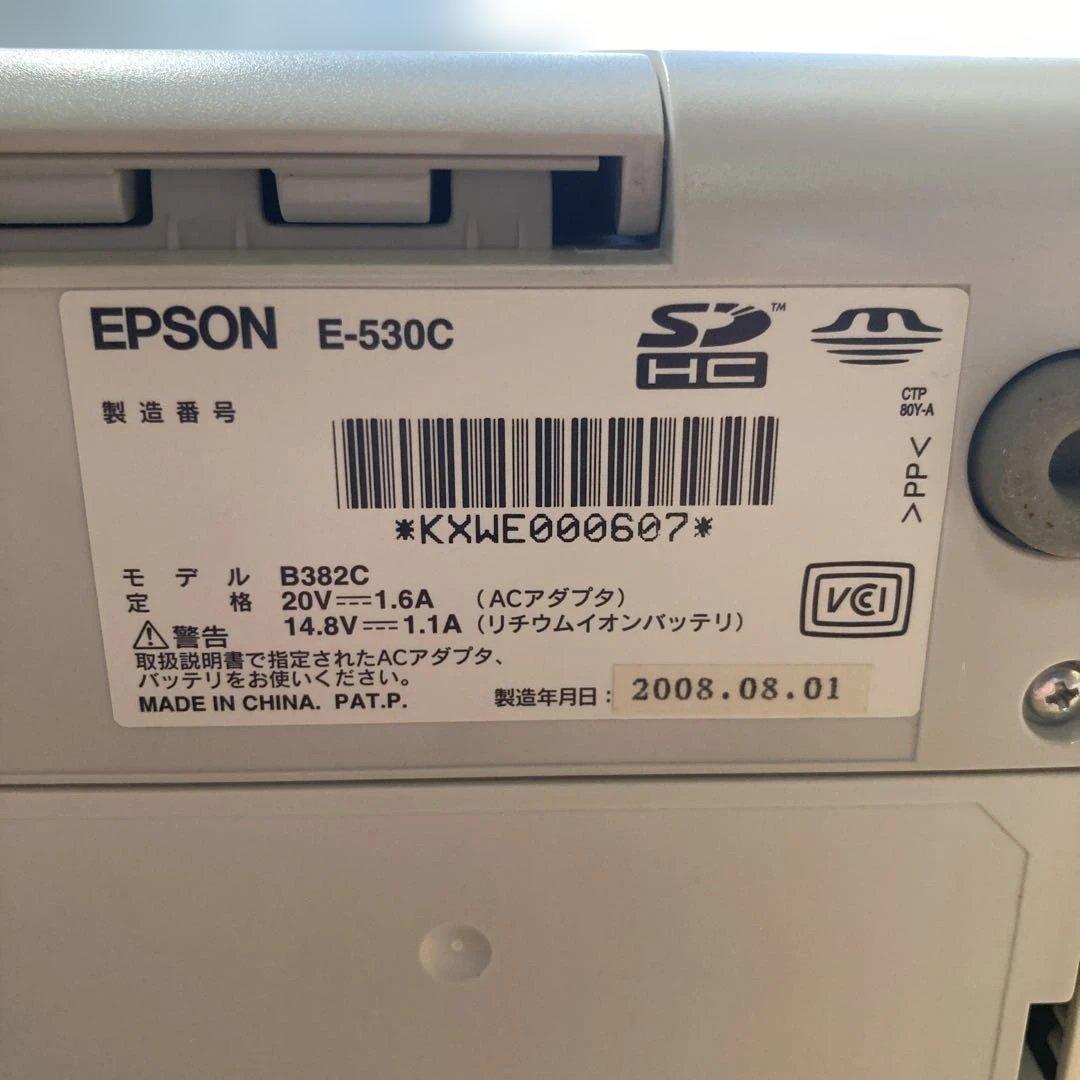 EPSON E-530C
SD HC ™
CTP
80Y-A
>PP<
製造番号
*KXWE000607*
モデル B382C
定格 20V⎓1.6A (ACアダプタ)
14.8V⎓1.1A (リチウムイオンバッテリ)
⚠警告
取扱説明書で指定されたACアダプタ、
バッテリをお使いください。
MADE IN CHINA. PAT.P. 製造年月日: 2008.08.01
VCCI